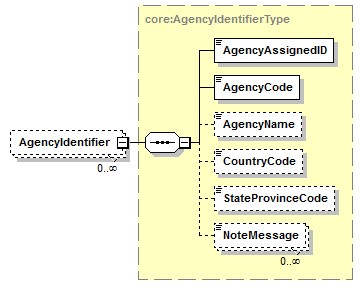 core:AgencyIdentifierType
AgencyAssignedID
AgencyCode
AgencyName
AgencyIdentifier
0..∞
CountryCode
StateProvinceCode
NoteMessage
0..∞